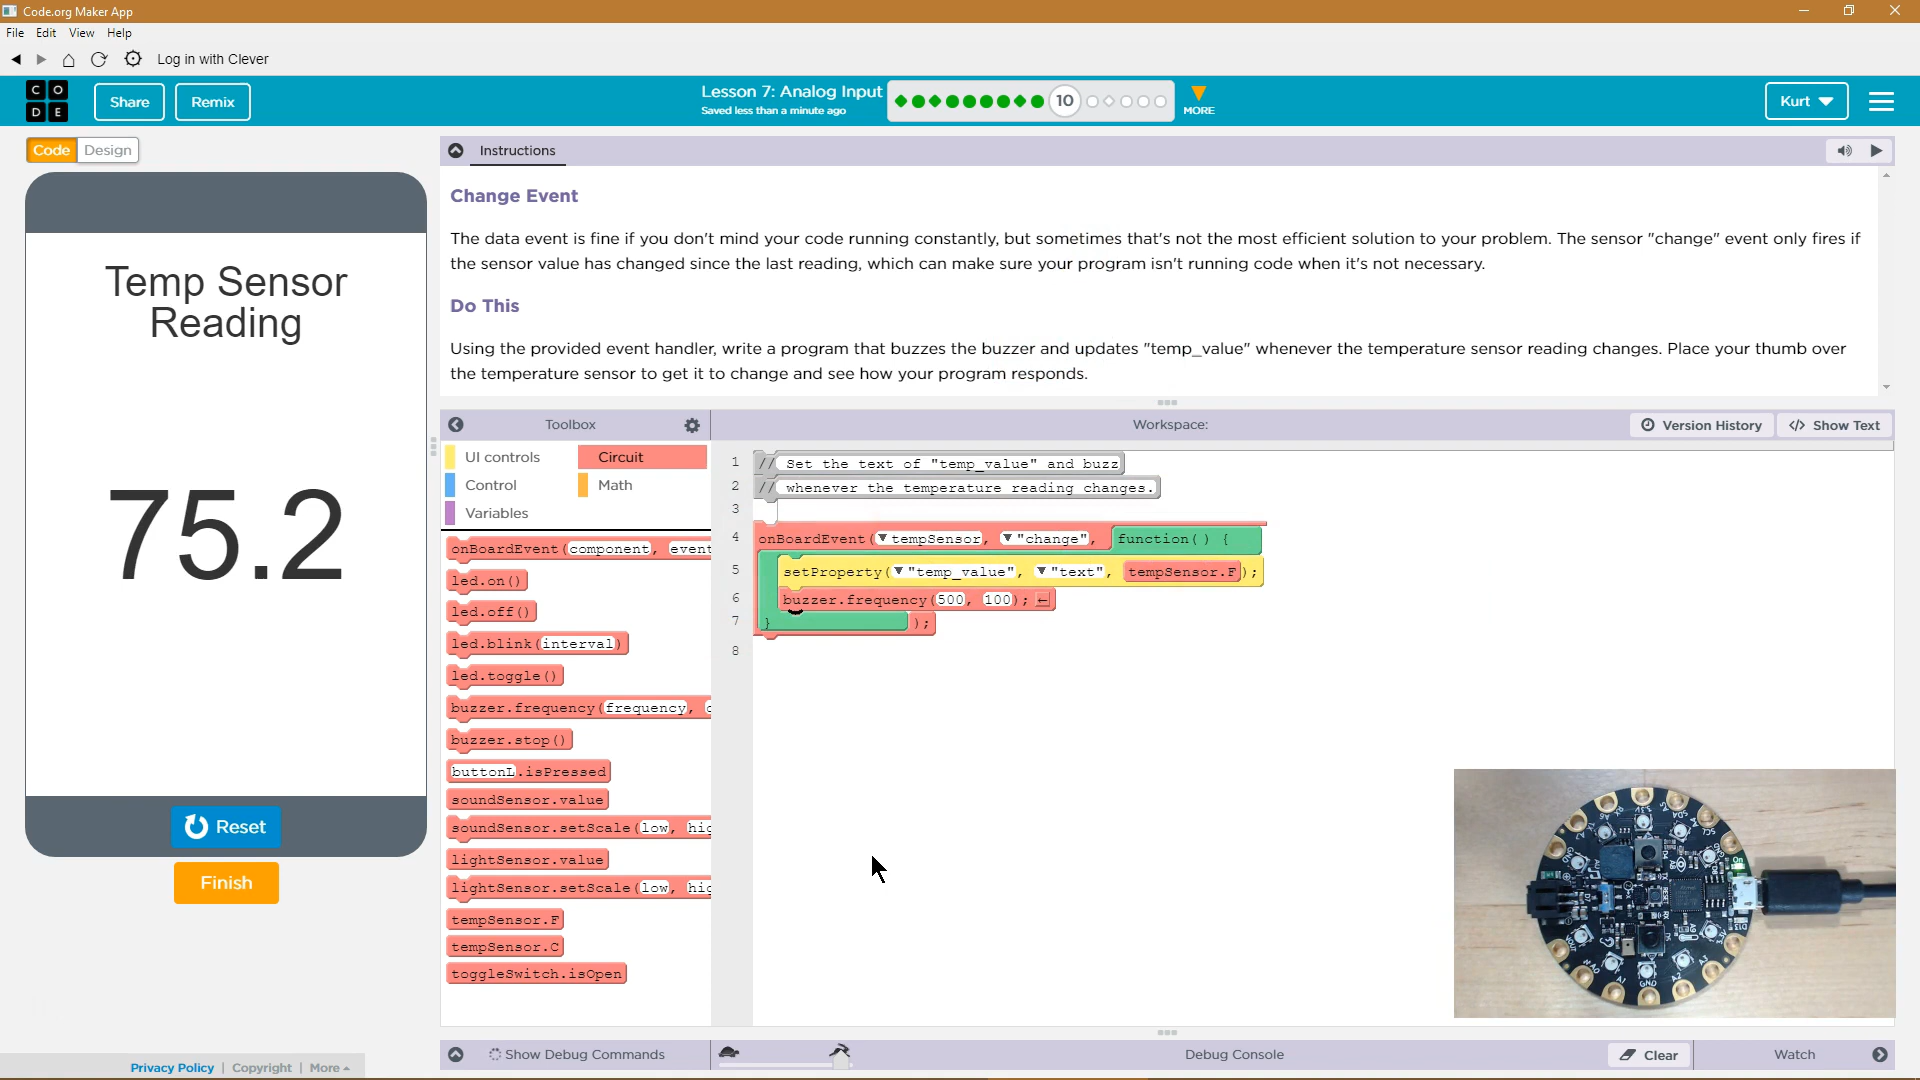 Code.org Maker App
File Edit View Help
Log in with Clever
C O D E
Share
Remix
Lesson 7: Analog Input
Saved less than a minute ago
10
MORE
Kurt
Code Design
Instructions
Change Event
The data event is fine if you don't mind your code running constantly, but sometimes that's not the most efficient solution to your problem. The sensor "change" event only fires if
the sensor value has changed since the last reading, which can make sure your program isn't running code when it's not necessary.
Do This
Using the provided event handler, write a program that buzzes the buzzer and updates "temp_value" whenever the temperature sensor reading changes. Place your thumb over
the temperature sensor to get it to change and see how your program responds.
Temp Sensor
Reading
75.2
Reset
Finish
Toolbox
Workspace:
Version History
</> Show Text
UI controls
Circuit
Control
Math
Variables
onBoardEvent(component, event
led.on()
led.off()
led.blink(interval)
led.toggle()
buzzer.frequency(frequency,
buzzer.stop()
buttonL.isPressed
soundSensor.value
soundSensor.setScale(low, hig
lightSensor.value
lightSensor.setScale(low, hig
tempSensor.F
tempSensor.C
toggleSwitch.isOpen
1 // Set the text of "temp_value" and buzz
2 // whenever the temperature reading changes.
3
4 onBoardEvent(tempSensor, "change", function() {
5 setProperty("temp_value", "text", tempSensor.F);
6 buzzer.frequency(500, 100);
7 } );
8
Show Debug Commands
Debug Console
Clear
Watch
Privacy Policy | Copyright | More